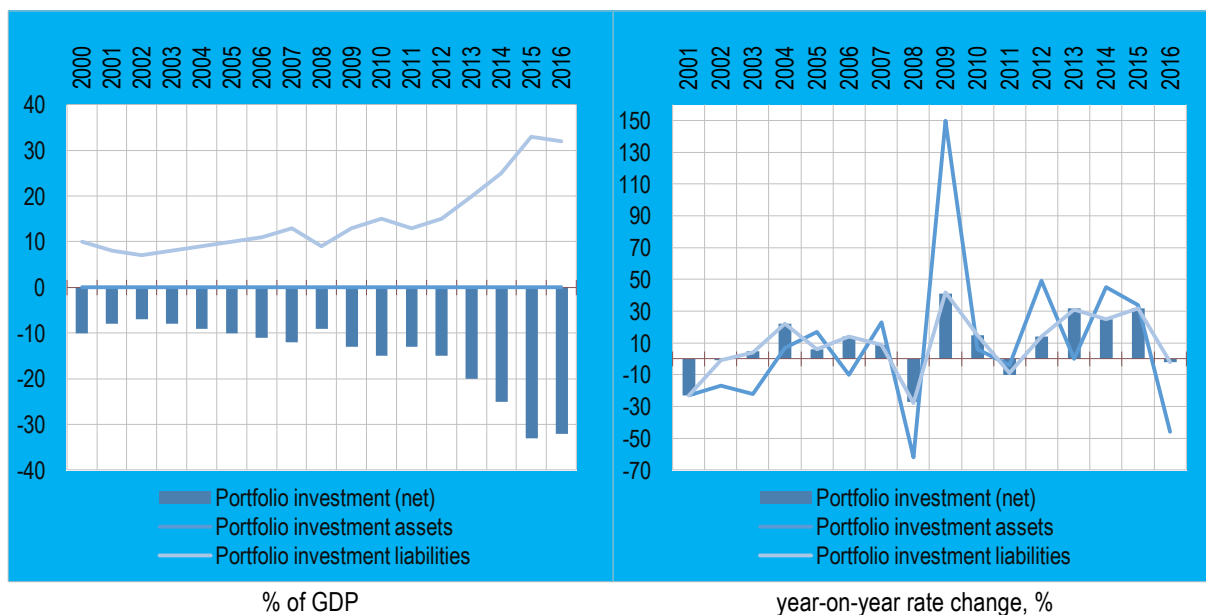 2000 2001 2002 2003 2004 2005 2006 2007 2008 2009 2010 2011 2012 2013 2014 2015 2016
40
30
20
10
0
-10
-20
-30
-40
Portfolio investment (net)
Portfolio investment assets
Portfolio investment liabilities
% of GDP
2001 2002 2003 2004 2005 2006 2007 2008 2009 2010 2011 2012 2013 2014 2015 2016
150
130
110
90
70
50
30
10
-10
-30
-50
-70
Portfolio investment (net)
Portfolio investment assets
Portfolio investment liabilities
year-on-year rate change, %